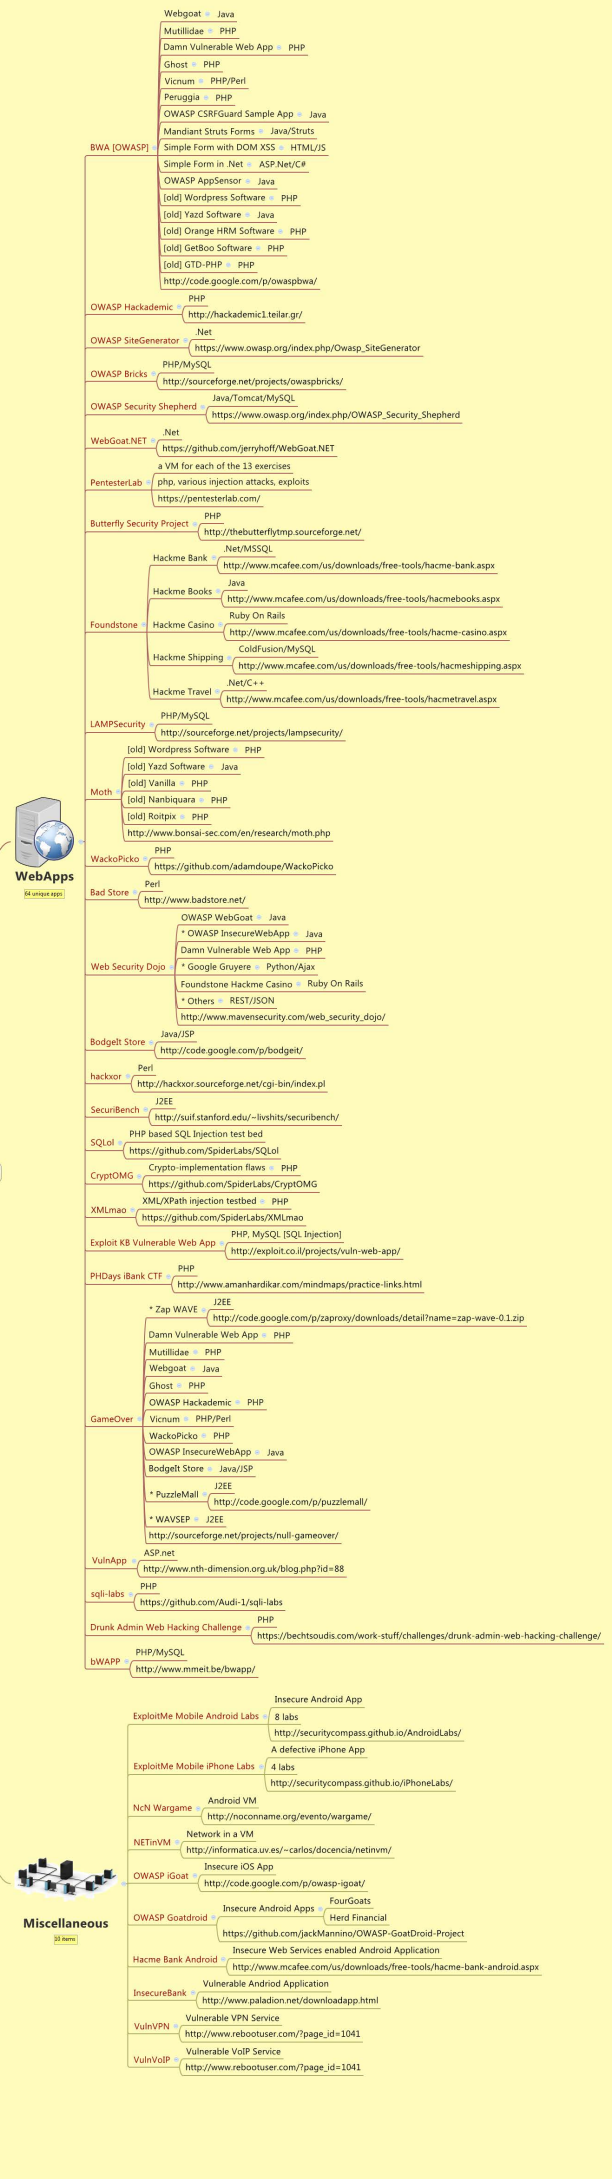 Webgoat Java
Mutillidae PHP
Damn Vulnerable Web App PHP
Ghost PHP
Vicnum PHP/Perl
Peruggia PHP
OWASP CSRFGuard Sample App Java
Mandiant Struts Forms Java/Struts
BWA [OWASP]
Simple Form with DOM XSS HTML/JS
Simple Form in .Net ASP.Net/C#
OWASP AppSensor Java
[old] Wordpress Software PHP
[old] Yazd Software Java
[old] Orange HRM Software PHP
[old] GetBoo Software PHP
[old] GTD-PHP PHP
http://code.google.com/p/owaspbwa/
OWASP Hackademic
PHP
http://hackademic1.teilar.gr/
OWASP SiteGenerator
.Net
https://www.owasp.org/index.php/Owasp_SiteGenerator
OWASP Bricks
PHP/MySQL
http://sourceforge.net/projects/owaspbricks/
OWASP Security Shepherd
Java/Tomcat/MySQL
https://www.owasp.org/index.php/OWASP_Security_Shepherd
WebGoat.NET
.Net
https://github.com/jerryhoff/WebGoat.NET
PentesterLab
a VM for each of the 13 exercises
php, various injection attacks, exploits
https://pentesterlab.com/
Butterfly Security Project
PHP
http://thebutterflytmp.sourceforge.net/
Foundstone
Hackme Bank
.Net/MSSQL
http://www.mcafee.com/us/downloads/free-tools/hacme-bank.aspx
Hackme Books
Java
http://www.mcafee.com/us/downloads/free-tools/hacmebooks.aspx
Hackme Casino
Ruby On Rails
http://www.mcafee.com/us/downloads/free-tools/hacme-casino.aspx
Hackme Shipping
ColdFusion/MySQL
http://www.mcafee.com/us/downloads/free-tools/hacmeshipping.aspx
Hackme Travel
.Net/C++
http://www.mcafee.com/us/downloads/free-tools/hacmetravel.aspx
LAMPSecurity
PHP/MySQL
http://sourceforge.net/projects/lampsecurity/
Moth
[old] Wordpress Software PHP
[old] Yazd Software Java
[old] Vanilla PHP
[old] Nanbiquara PHP
[old] Roitpix PHP
http://www.bonsai-sec.com/en/research/moth.php
WebApps
64 unique apps
WackoPicko
PHP
https://github.com/adamdoupe/WackoPicko
Bad Store
Perl
http://www.badstore.net/
Web Security Dojo
OWASP WebGoat Java
* OWASP InsecureWebApp Java
Damn Vulnerable Web App PHP
* Google Gruyere Python/Ajax
Foundstone Hackme Casino Ruby On Rails
* Others REST/JSON
http://www.mavensecurity.com/web_security_dojo/
BodgeIt Store
Java/JSP
http://code.google.com/p/bodgeit/
hackxor
Perl
http://hackxor.sourceforge.net/cgi-bin/index.pl
SecuriBench
J2EE
http://suif.stanford.edu/~livshits/securibench/
SQLol
PHP based SQL Injection test bed
https://github.com/SpiderLabs/SQLol
CryptOMG
Crypto-implementation flaws PHP
https://github.com/SpiderLabs/CryptOMG
XMLmao
XML/XPath injection testbed PHP
https://github.com/SpiderLabs/XMLmao
Exploit KB Vulnerable Web App
PHP, MySQL [SQL Injection]
http://exploit.co.il/projects/vuln-web-app/
PHDays iBank CTF
PHP
http://www.amanhardikar.com/mindmaps/practice-links.html
GameOver
* Zap WAVE
J2EE
http://code.google.com/p/zaproxy/downloads/detail?name=zap-wave-0.1.zip
Damn Vulnerable Web App PHP
Mutillidae PHP
Webgoat Java
Ghost PHP
OWASP Hackademic PHP
Vicnum PHP/Perl
WackoPicko PHP
OWASP InsecureWebApp Java
BodgeIt Store Java/JSP
* PuzzleMall
J2EE
http://code.google.com/p/puzzlemall/
* WAVSEP J2EE
http://sourceforge.net/projects/null-gameover/
VulnApp
ASP.net
http://www.nth-dimension.org.uk/blog.php?id=88
sqli-labs
PHP
https://github.com/Audi-1/sqli-labs
Drunk Admin Web Hacking Challenge
PHP
https://bechtsoudis.com/work-stuff/challenges/drunk-admin-web-hacking-challenge/
bWAPP
PHP/MySQL
http://www.mmeit.be/bwapp/
Miscellaneous
10 items
ExploitMe Mobile Android Labs
Insecure Android App
8 labs
http://securitycompass.github.io/AndroidLabs/
ExploitMe Mobile iPhone Labs
A defective iPhone App
4 labs
http://securitycompass.github.io/iPhoneLabs/
NcN Wargame
Android VM
http://noconname.org/evento/wargame/
NETinVM
Network in a VM
http://informatica.uv.es/~carlos/docencia/netinvm/
OWASP iGoat
Insecure iOS App
http://code.google.com/p/owasp-igoat/
OWASP Goatdroid
Insecure Android Apps
FourGoats
Herd Financial
https://github.com/jackMannino/OWASP-GoatDroid-Project
Hacme Bank Android
Insecure Web Services enabled Android Application
http://www.mcafee.com/us/downloads/free-tools/hacme-bank-android.aspx
InsecureBank
Vulnerable Andriod Application
http://www.paladion.net/downloadapp.html
VulnVPN
Vulnerable VPN Service
http://www.rebootuser.com/?page_id=1041
VulnVoIP
Vulnerable VoIP Service
http://www.rebootuser.com/?page_id=1041